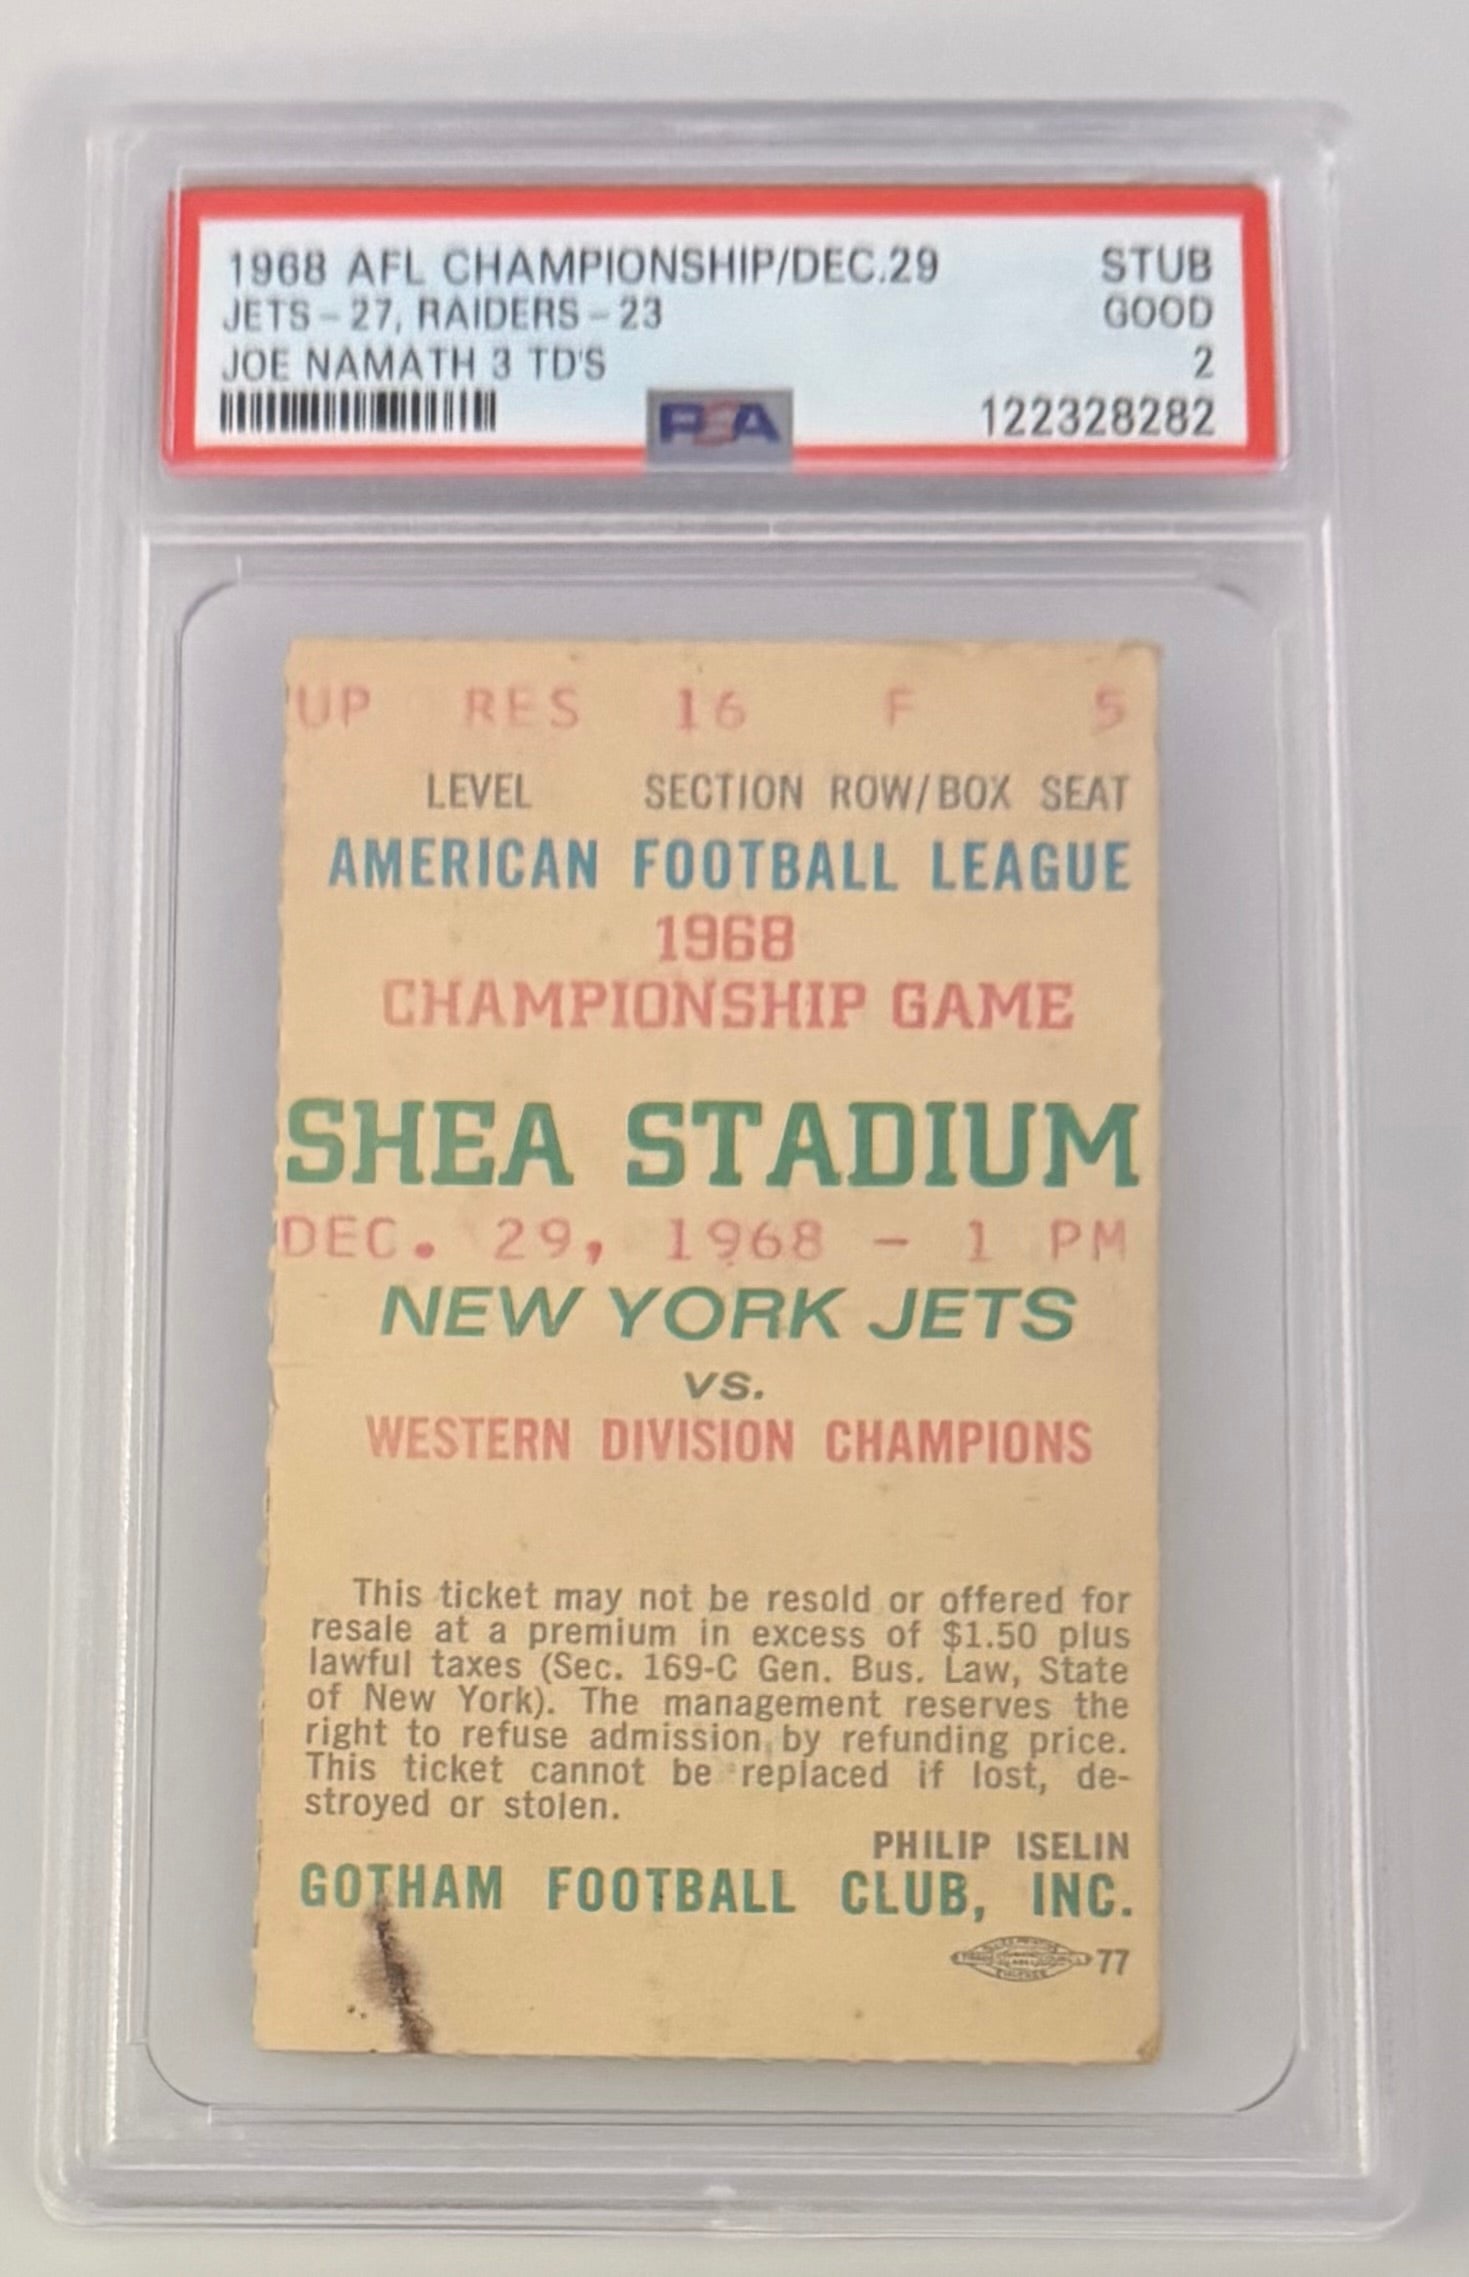 1968 AFL CHAMPIONSHIP/DEC.29 STUB
JETS - 27, RAIDERS - 23 GOOD
JOE NAMATH 3 TD'S 2
PSA 122328282
UP RES 16 F 5
LEVEL SECTION ROW/BOX SEAT
AMERICAN FOOTBALL LEAGUE
1968
CHAMPIONSHIP GAME
SHEA STADIUM
DEC. 29, 1968 - 1 PM
NEW YORK JETS
vs.
WESTERN DIVISION CHAMPIONS
This ticket may not be resold or offered for
resale at a premium in excess of $1.50 plus
lawful taxes (Sec. 169-C Gen. Bus. Law, State
of New York). The management reserves the
right to refuse admission by refunding price.
This ticket cannot be replaced if lost, de-
stroyed or stolen.
PHILIP ISELIN
GOTHAM FOOTBALL CLUB, INC.
77